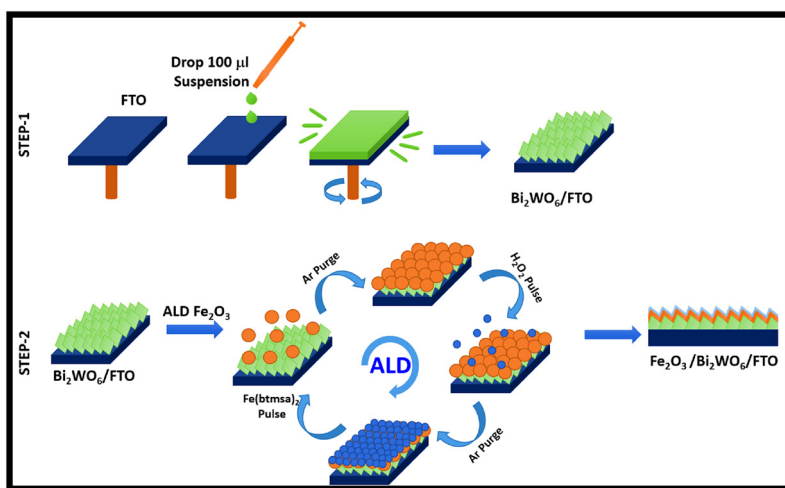 STEP-1
FTO
Drop 100 µl
Suspension
Bi₂WO₆/FTO
STEP-2
Bi₂WO₆/FTO
ALD Fe₂O₃
Fe(btmsa)₂
Pulse
Ar Purge
H₂O₂ Pulse
Ar Purge
ALD
Fe₂O₃/Bi₂WO₆/FTO